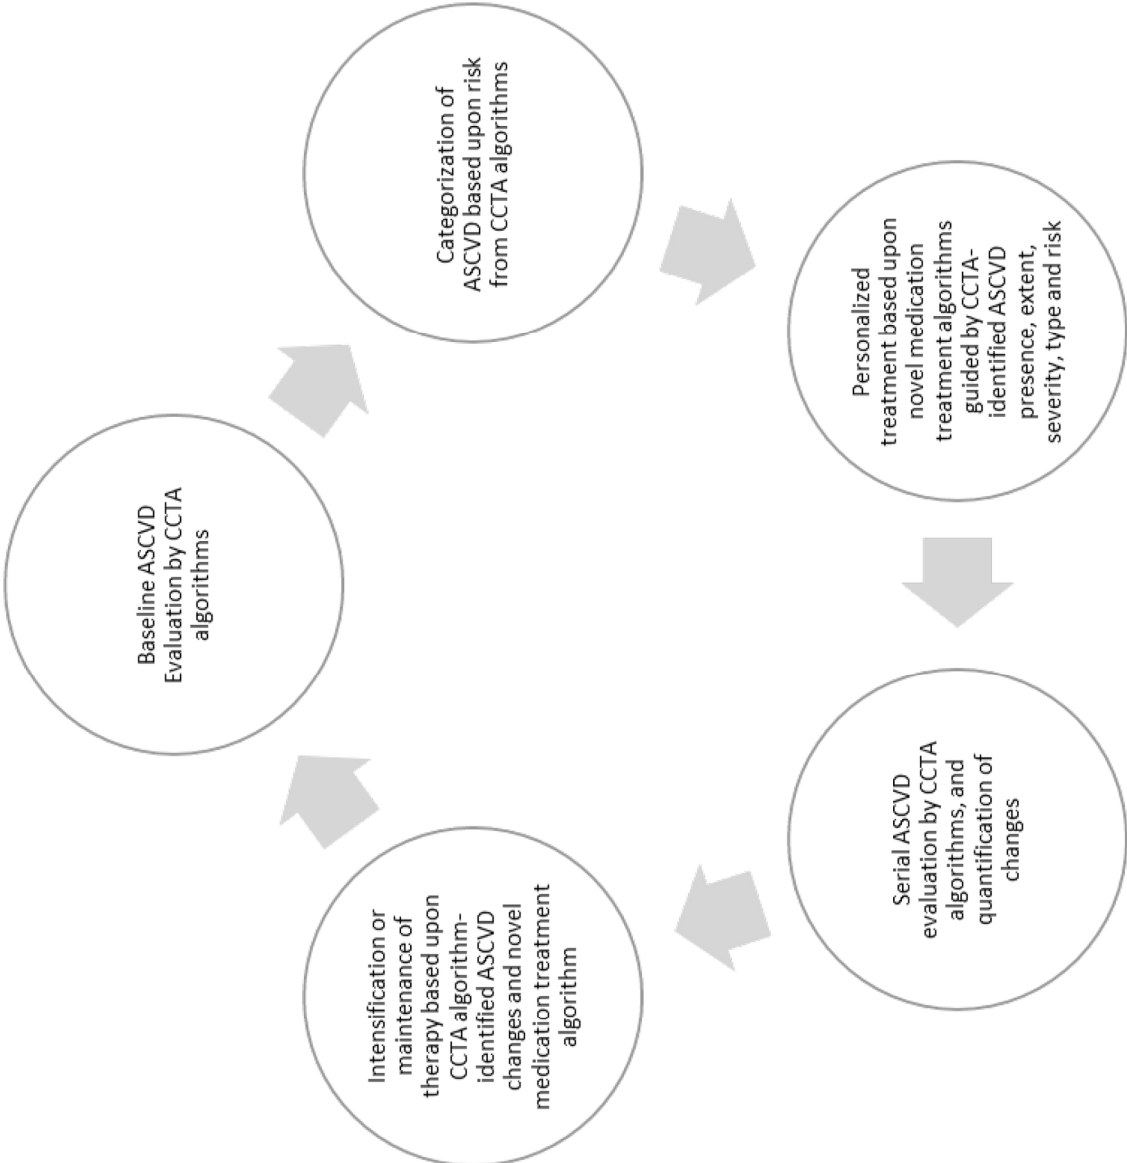 Baseline ASCVD
Evaluation by CCTA
algorithms
Categorization of
ASCVD based upon risk
from CCTA algorithms
Personalized
treatment based upon
novel medication
treatment algorithms
guided by CCTA-
identified ASCVD
presence, extent,
severity, type and risk
Serial ASCVD
evaluation by CCTA
algorithms, and
quantification of
changes
Intensification or
maintenance of
therapy based upon
CCTA algorithm-
identified ASCVD
changes and novel
medication treatment
algorithm